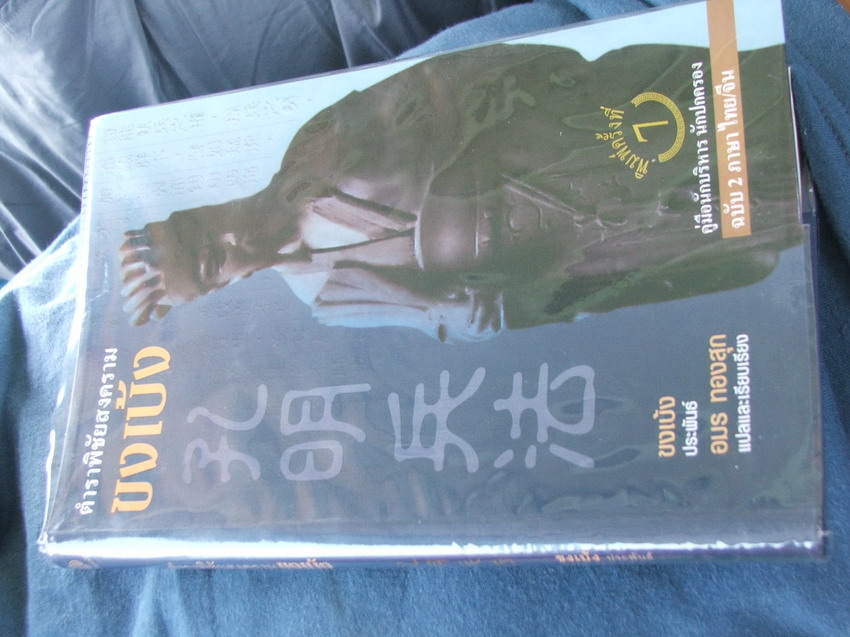 ตำราพิชัยสงคราม
ขงเบ้ง
孔明兵法
พิมพ์ครั้งที่
7
คู่มือนักบริหาร นักปกครอง
ฉบับ 2 ภาษา ไทย/จีน
ขงเบ้ง
ประพันธ์
อมร ทองสุก
แปลและเรียบเรียง